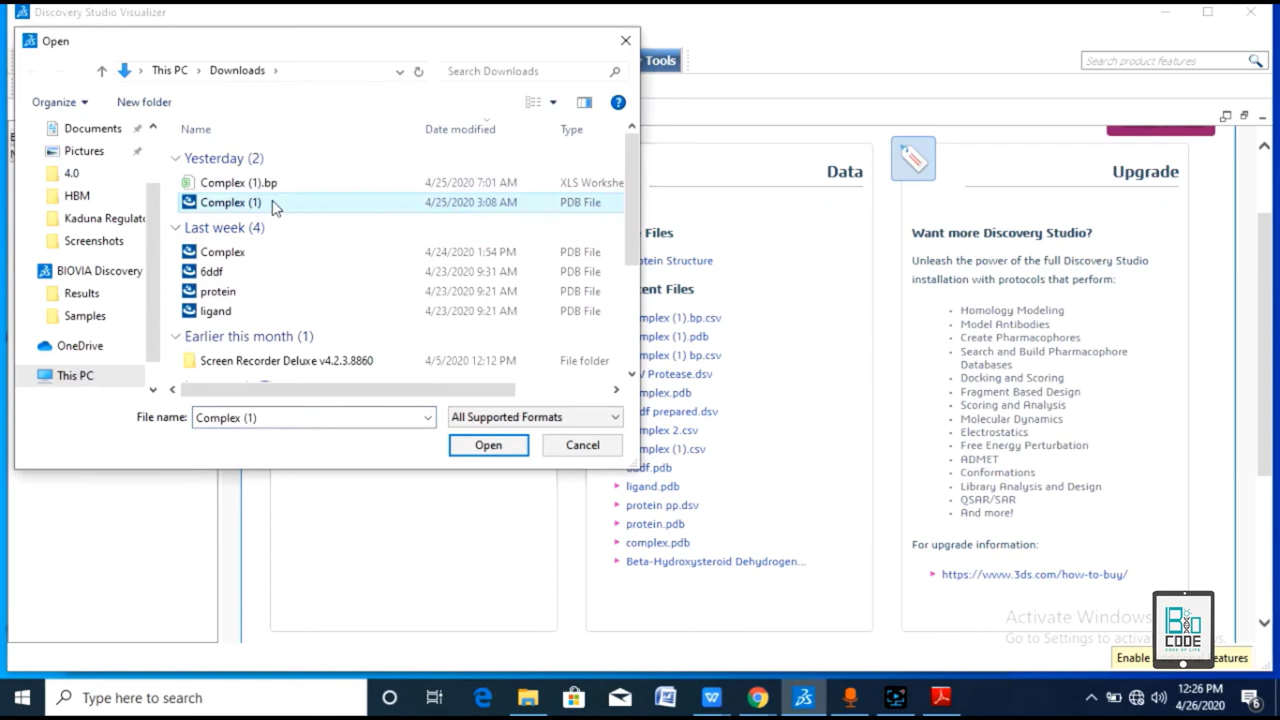 Discovery Studio Visualizer
Open
This PC > Downloads >
Search Downloads
Organize
New folder
Documents
Pictures
4.0
HBM
Kaduna Regulato
Screenshots
BIOVIA Discovery
Results
Samples
OneDrive
This PC
Name
Date modified
Type
Yesterday (2)
Complex (1).bp 4/25/2020 7:01 AM XLS Workshe
Complex (1) 4/25/2020 3:08 AM PDB File
Last week (4)
Complex 4/24/2020 1:54 PM PDB File
6ddf 4/23/2020 9:31 AM PDB File
protein 4/23/2020 9:21 AM PDB File
ligand 4/23/2020 9:21 AM PDB File
Earlier this month (1)
Screen Recorder Deluxe v4.2.3.8860 4/5/2020 12:12 PM File folder
File name: Complex (1)
All Supported Formats
Open
Cancel
Tools
Search product features
Data
Files
otein Structure
ent Files
mplex (1).bp.csv
mplex (1).pdb
mplex (1) bp.csv
V Protease.dsv
mplex.pdb
df prepared.dsv
mplex 2.csv
mplex (1).csv
6ddf.pdb
ligand.pdb
protein pp.dsv
protein.pdb
complex.pdb
Beta-Hydroxysteroid Dehydrogen...
Upgrade
Want more Discovery Studio?
Unleash the power of the full Discovery Studio
installation with protocols that perform:
Homology Modeling
Model Antibodies
Create Pharmacophores
Search and Build Pharmacophore
Databases
Docking and Scoring
Fragment Based Design
Scoring and Analysis
Molecular Dynamics
Electrostatics
Free Energy Perturbation
ADMET
Conformations
Library Analysis and Design
QSAR/SAR
And more!
For upgrade information:
https://www.3ds.com/how-to-buy/
Activate Windows
Go to Settings to activa
Enable eatures
BioCODE
CODE OF LIFE
Type here to search
12:26 PM
4/26/2020
6